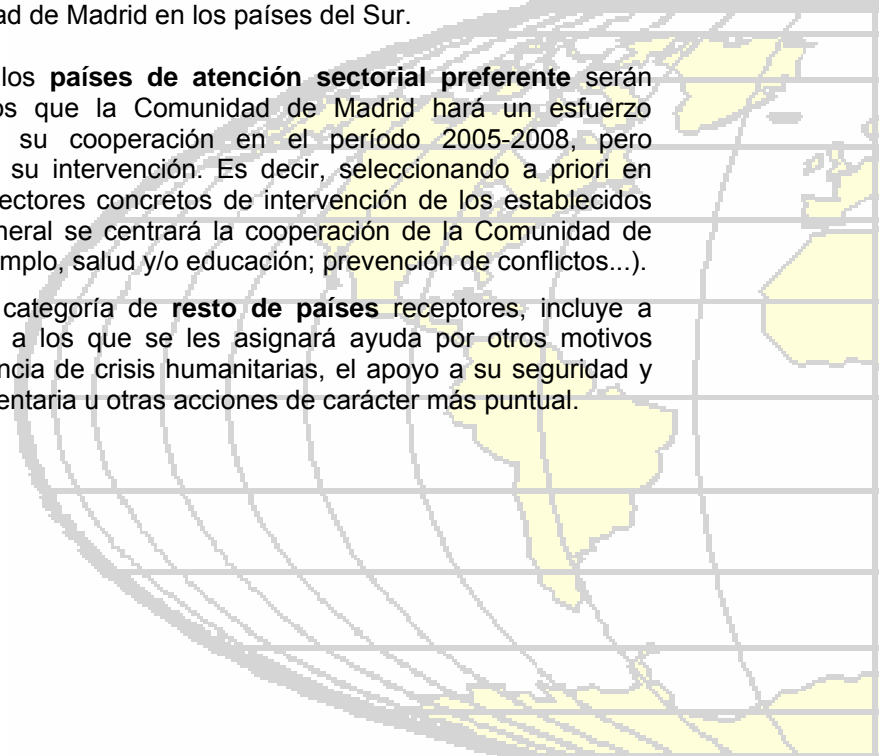 ad de Madrid en los países del Sur.
los países de atención sectorial preferente serán
os que la Comunidad de Madrid hará un esfuerzo
su cooperación en el período 2005-2008, pero
su intervención. Es decir, seleccionando a priori en
ectores concretos de intervención de los establecidos
neral se centrará la cooperación de la Comunidad de
emplo, salud y/o educación; prevención de conflictos...).
categoría de resto de países receptores, incluye a
a los que se les asignará ayuda por otros motivos
ncia de crisis humanitarias, el apoyo a su seguridad y
entaria u otras acciones de carácter más puntual.